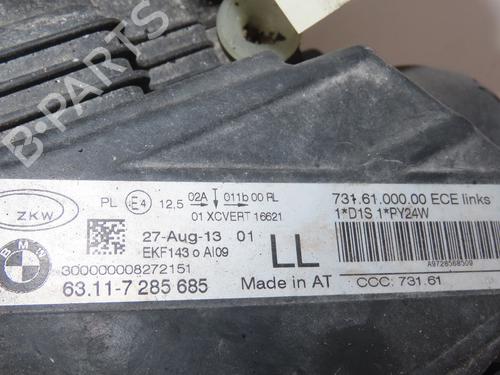 B-PARTS
ZKW
PL E4 12,5 02A 011b 00 RL
01 XCVERT 16621
731.61.000.00 ECE links
1*D1S 1*PY24W
27-Aug-13 01
EKF143 o AI09
LL
A9728568509
BMW
300000008272151
63.11-7 285 685
Made in AT
CCC: 731.61